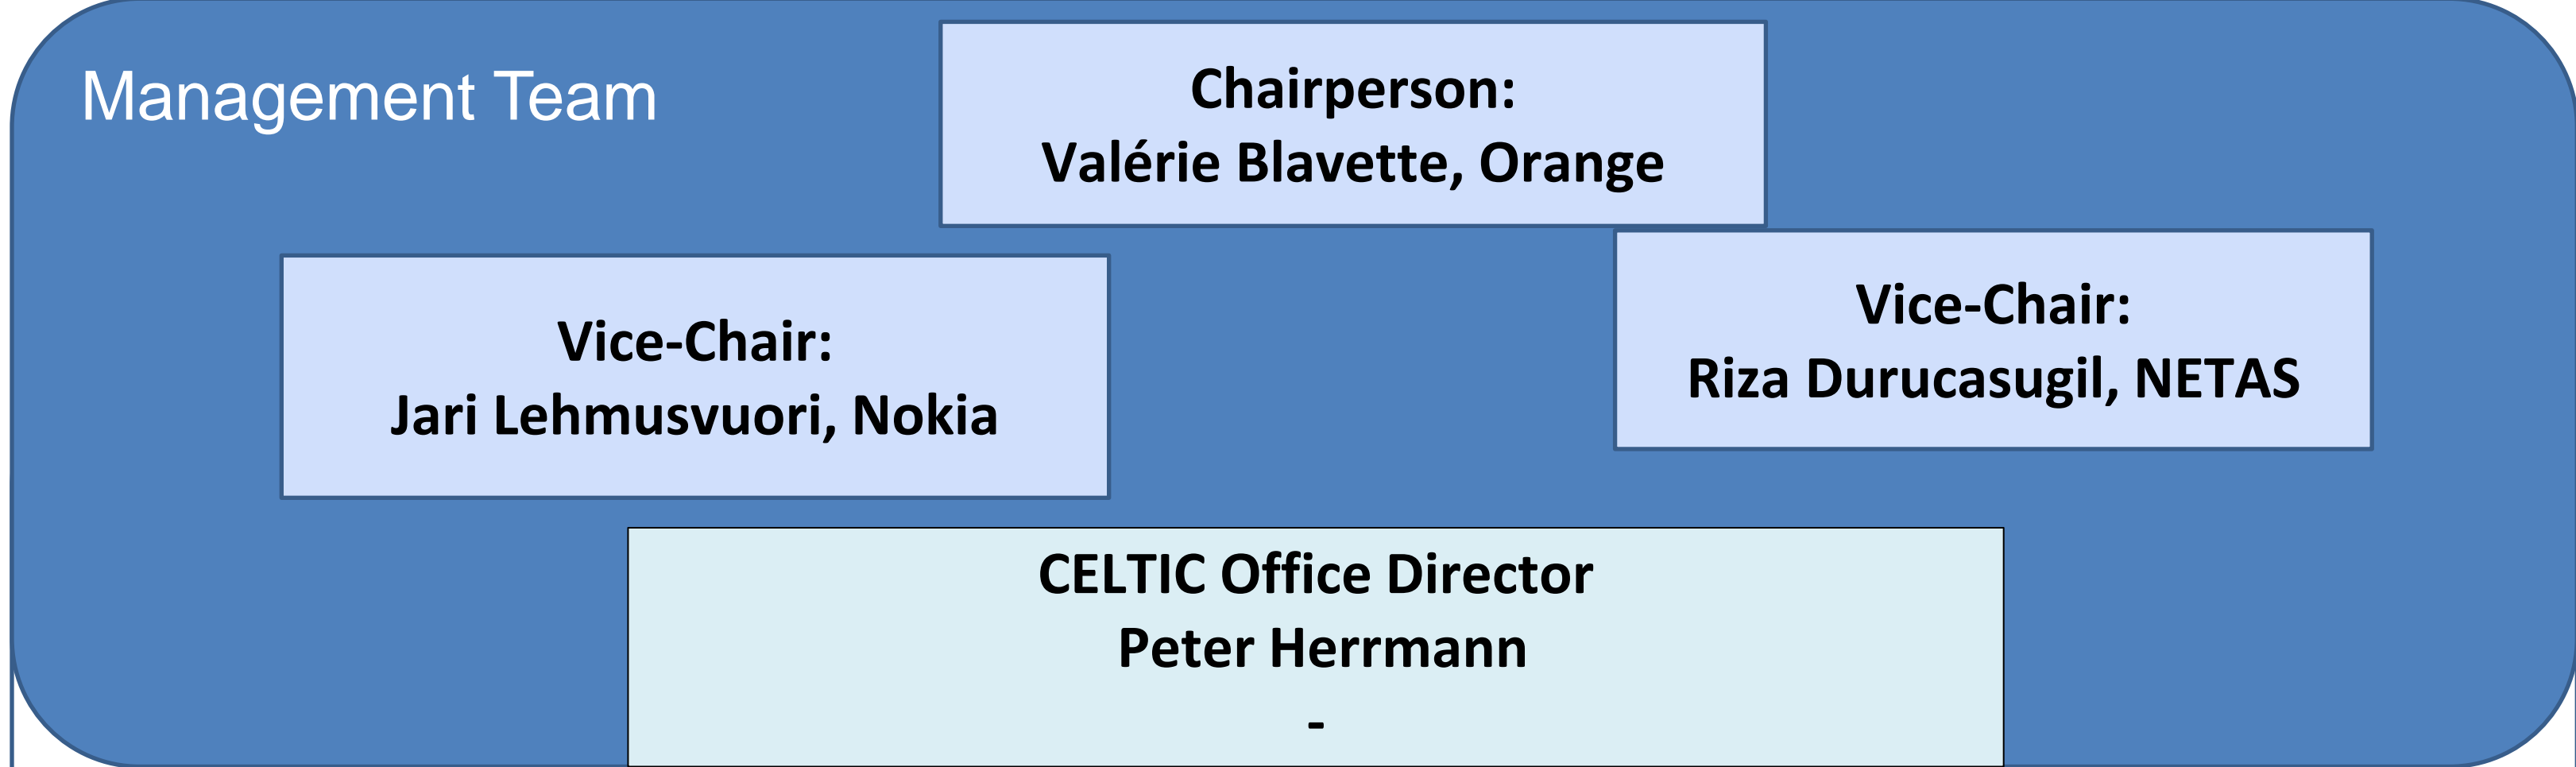 Management Team
Chairperson:
Valérie Blavette, Orange
Vice-Chair:
Jari Lehmusvuori, Nokia
Vice-Chair:
Riza Durucasugil, NETAS
CELTIC Office Director
Peter Herrmann
-